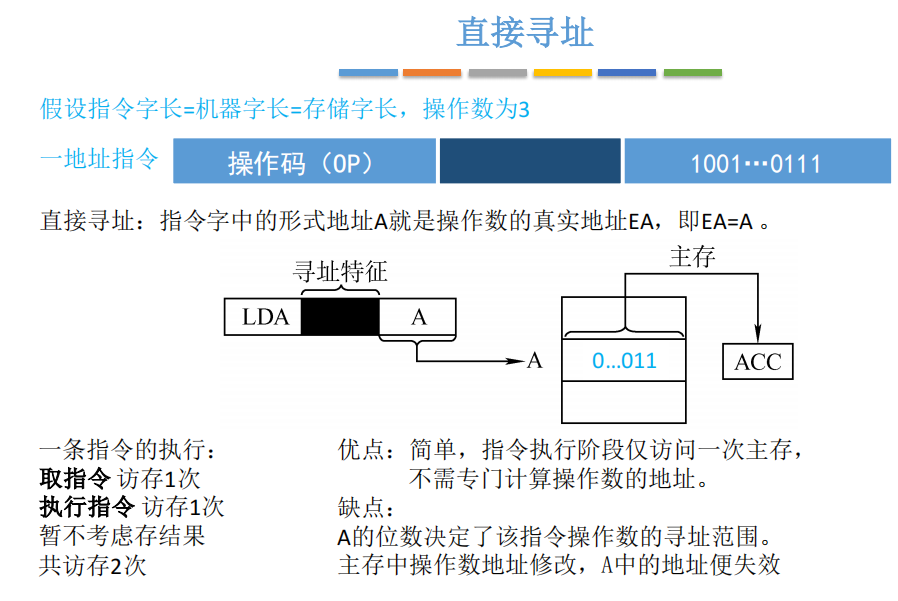 直接寻址
假设指令字长=机器字长=存储字长，操作数为3
一地址指令
操作码（OP）
1001…0111
直接寻址：指令字中的形式地址A就是操作数的真实地址EA，即EA=A 。
主存
寻址特征
LDA
A
A
0…011
ACC
一条指令的执行：
取指令 访存1次
执行指令 访存1次
暂不考虑存结果
共访存2次
优点：简单，指令执行阶段仅访问一次主存，
不需专门计算操作数的地址。
缺点：
A的位数决定了该指令操作数的寻址范围。
主存中操作数地址修改，A中的地址便失效